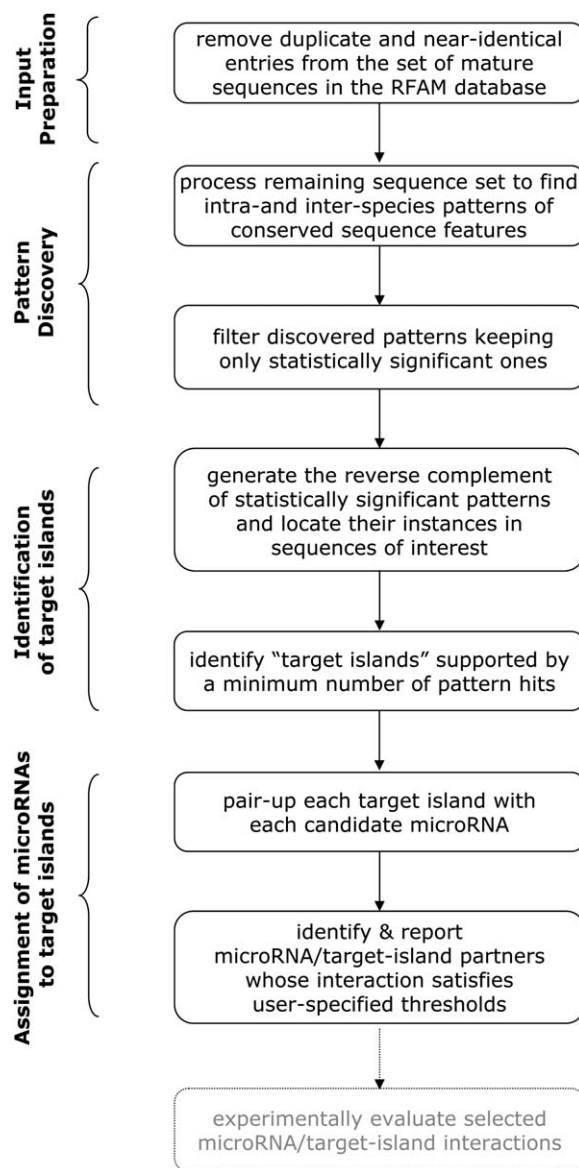 Input
Preparation
remove duplicate and near-identical
entries from the set of mature
sequences in the RFAM database
Pattern
Discovery
process remaining sequence set to find
intra-and inter-species patterns of
conserved sequence features
filter discovered patterns keeping
only statistically significant ones
Identification
of target islands
generate the reverse complement
of statistically significant patterns
and locate their instances in
sequences of interest
identify “target islands” supported by
a minimum number of pattern hits
Assignment of microRNAs
to target islands
pair-up each target island with
each candidate microRNA
identify & report
microRNA/target-island partners
whose interaction satisfies
user-specified thresholds
experimentally evaluate selected
microRNA/target-island interactions